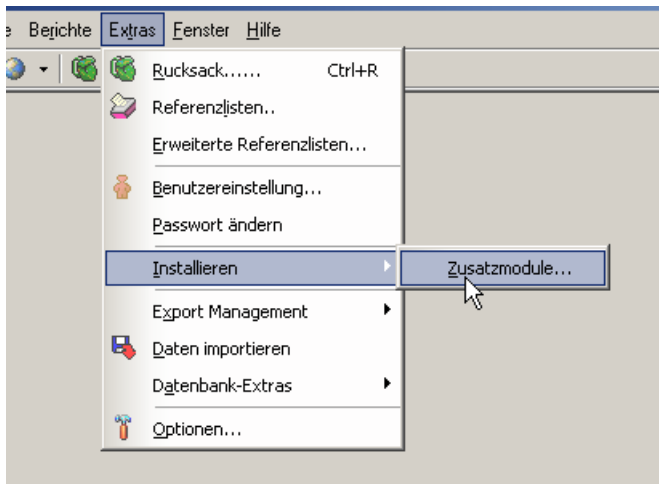 e Berichte Extras Fenster Hilfe
Rucksack...... Ctrl+R
Referenzlisten..
Erweiterte Referenzlisten...
Benutzereinstellung...
Passwort ändern
Installieren
Zusatzmodule...
Export Management
Daten importieren
Datenbank-Extras
Optionen...